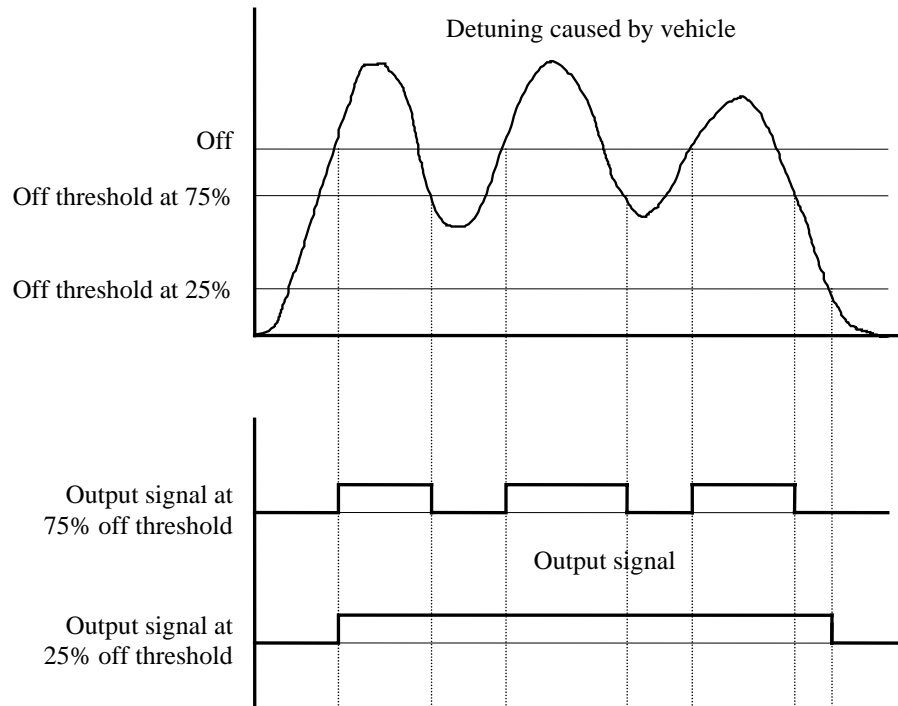 Detuning caused by vehicle
Off
Off threshold at 75%
Off threshold at 25%
Output signal at
75% off threshold
Output signal
Output signal at
25% off threshold